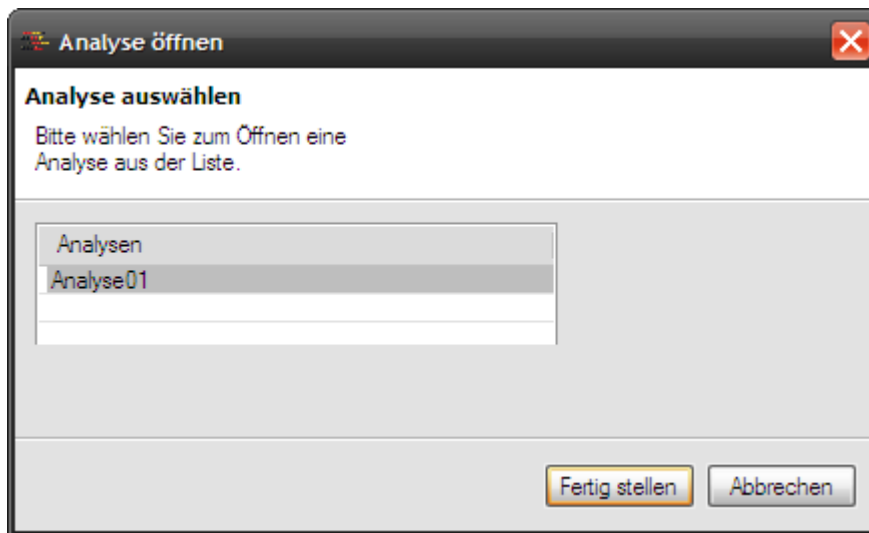 Analyse öffnen
Analyse auswählen
Bitte wählen Sie zum Öffnen eine
Analyse aus der Liste.
Analysen
Analyse01
Fertig stellen
Abbrechen